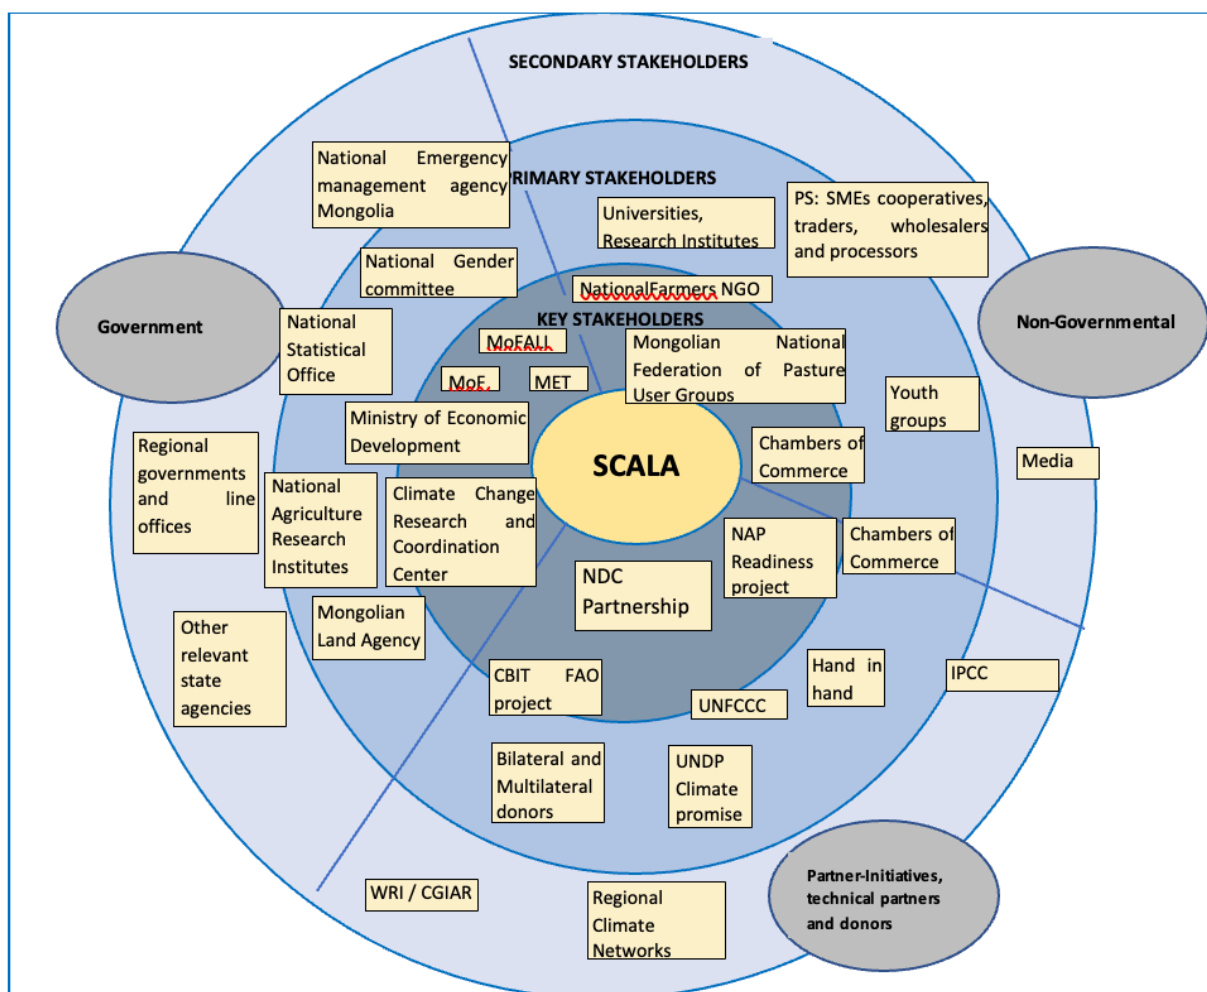 SECONDARY STAKEHOLDERS
National Emergency
management agency
Mongolia
PRIMARY STAKEHOLDERS
Universities,
Research Institutes
PS: SMEs cooperatives,
traders, wholesalers
and processors
National Gender
committee
NationalFarmers NGO
Government
Non-Governmental
National
Statistical
Office
KEY STAKEHOLDERS
MoFALI
MoF,
MET
Mongolian National
Federation of Pasture
User Groups
Youth
groups
Ministry of Economic
Development
SCALA
Chambers of
Commerce
Media
Regional
governments
and line
offices
National
Agriculture
Research
Institutes
Climate Change
Research and
Coordination
Center
NAP
Readiness
project
Chambers of
Commerce
NDC
Partnership
Mongolian
Land Agency
Other
relevant
state
agencies
CBIT FAO
project
UNFCCC
Hand in
hand
IPCC
Bilateral and
Multilateral
donors
UNDP
Climate
promise
WRI / CGIAR
Regional
Climate
Networks
Partner-Initiatives,
technical partners
and donors